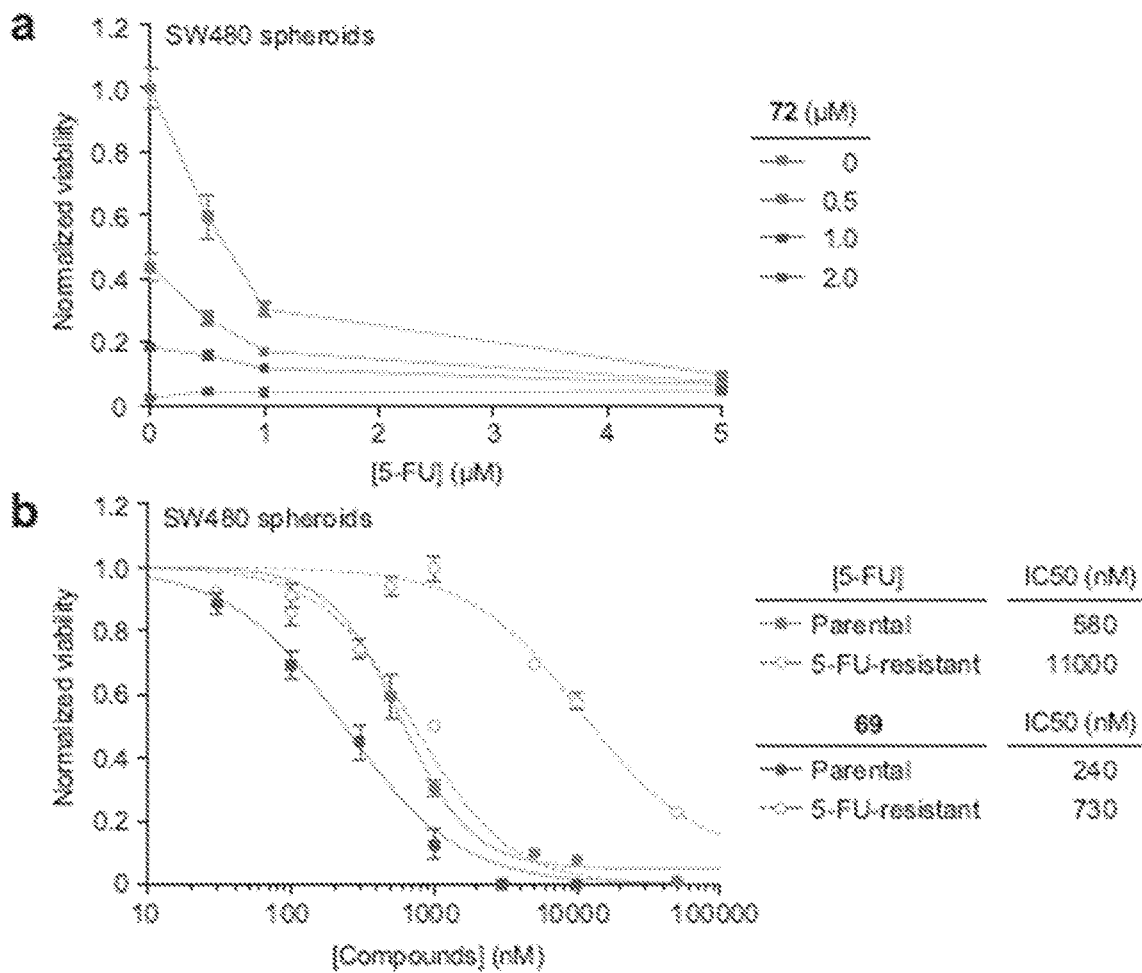 a
SW480 spheroids
Normalized viability
1.2
1.0
0.8
0.6
0.4
0.2
0
0 1 2 3 4 5
[5-FU] (µM)
72 (µM)
0
0.5
1.0
2.0
b
SW480 spheroids
Normalized viability
1.2
1.0
0.8
0.6
0.4
0.2
0
10 100 1000 10000 100000
[Compounds] (nM)
[5-FU] IC50 (nM)
Parental 580
5-FU-resistant 11000
69 IC50 (nM)
Parental 240
5-FU-resistant 730